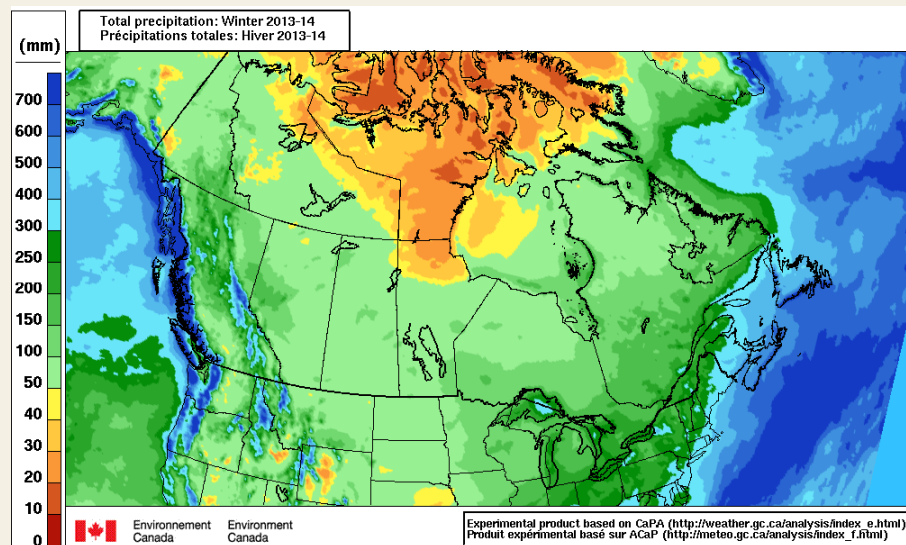 Total precipitation: Winter 2013-14
Précipitations totales: Hiver 2013-14
(mm)
700
600
500
400
300
250
200
150
100
50
40
30
20
10
0
Environnement Environment
Canada Canada
Experimental product based on CaPA (http://weather.gc.ca/analysis/index_e.html)
Produit expérimental basé sur ACaP (http://meteo.gc.ca/analysis/index_f.html)